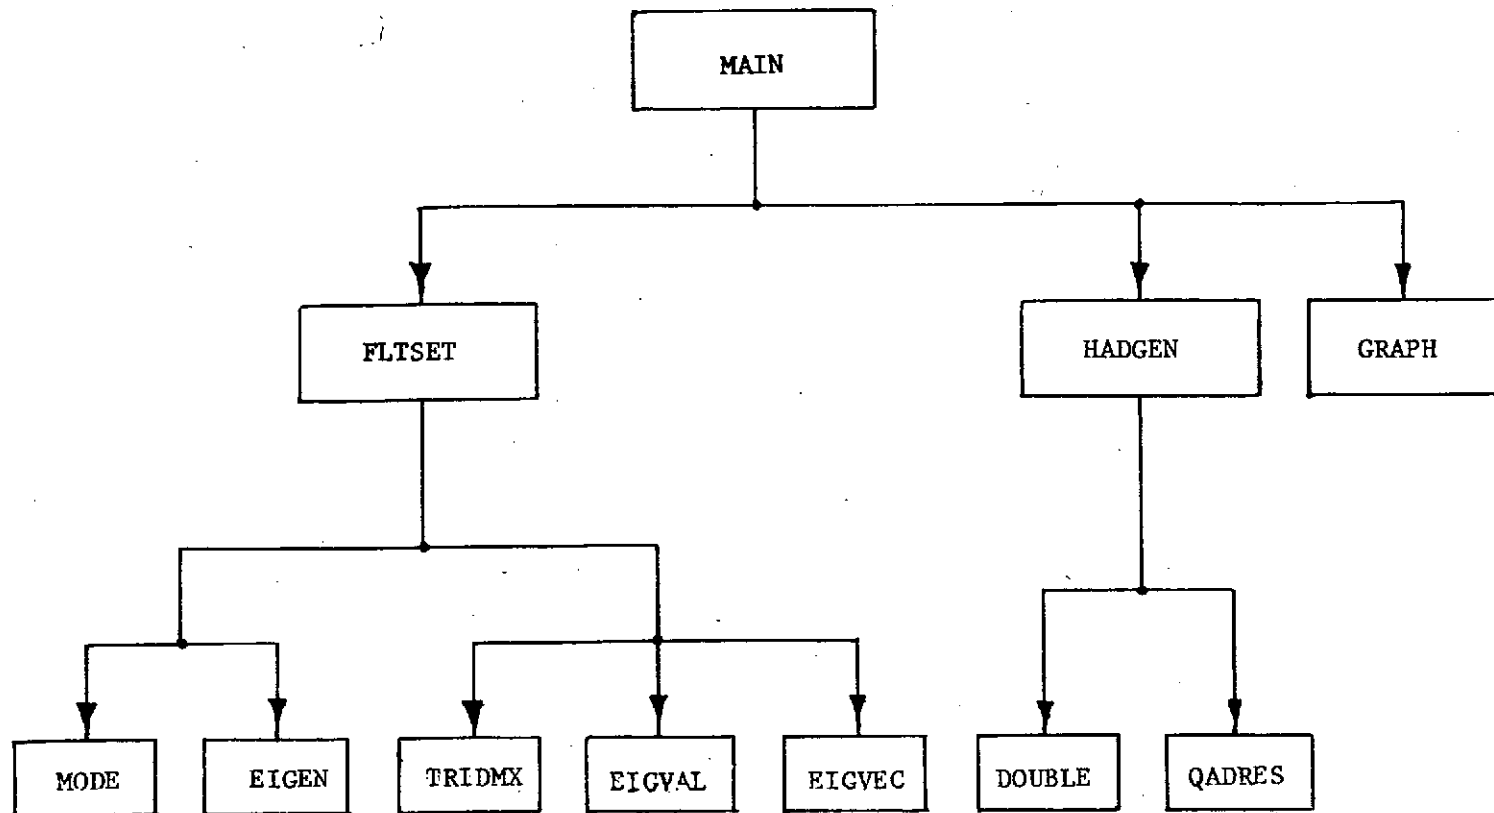 MAIN
FLTSET
HADGEN
GRAPH
MODE
EIGEN
TRIDMX
EIGVAL
EIGVEC
DOUBLE
QADRES